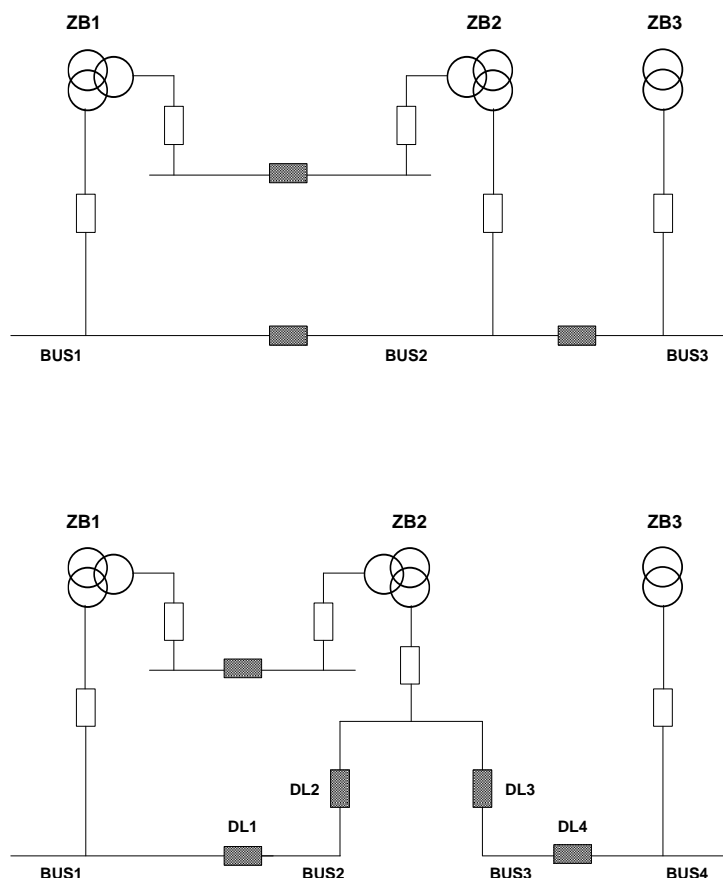 ZB1 ZB2 ZB3
BUS1 BUS2 BUS3
ZB1 ZB2 ZB3
DL2 DL3
DL1 DL4
BUS1 BUS2 BUS3 BUS4